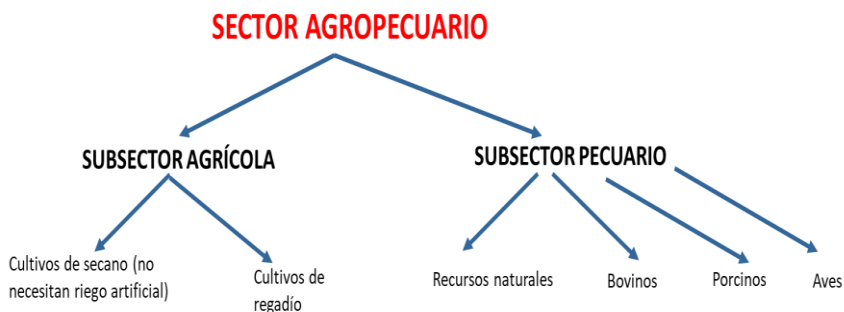 SECTOR AGROPECUARIO
SUBSECTOR AGRÍCOLA
SUBSECTOR PECUARIO
Cultivos de secano (no
necesitan riego artificial)
Cultivos de
regadío
Recursos naturales
Bovinos
Porcinos
Aves